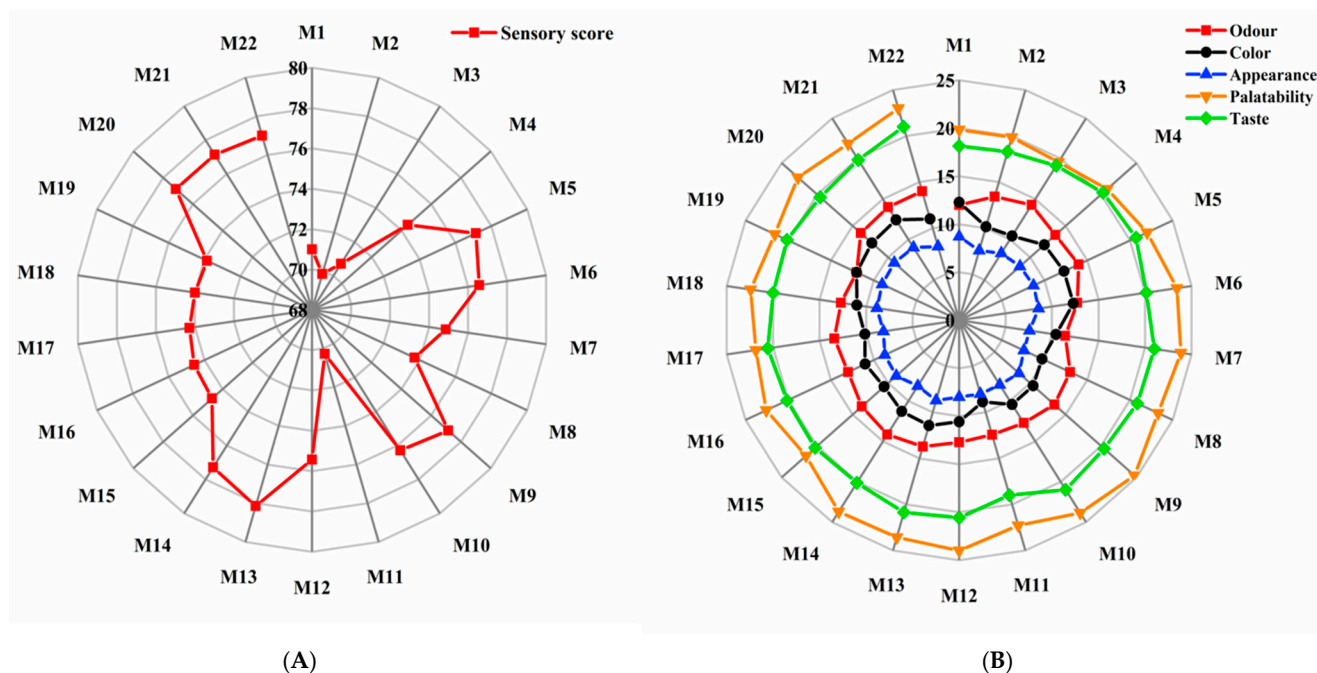 Sensory score
80
78
76
74
72
70
68
M1
M2
M3
M4
M5
M6
M7
M8
M9
M10
M11
M12
M13
M14
M15
M16
M17
M18
M19
M20
M21
M22
(A)
Odour
Color
Appearance
Palatability
Taste
25
20
15
10
5
0
M1
M2
M3
M4
M5
M6
M7
M8
M9
M10
M11
M12
M13
M14
M15
M16
M17
M18
M19
M20
M21
M22
(B)